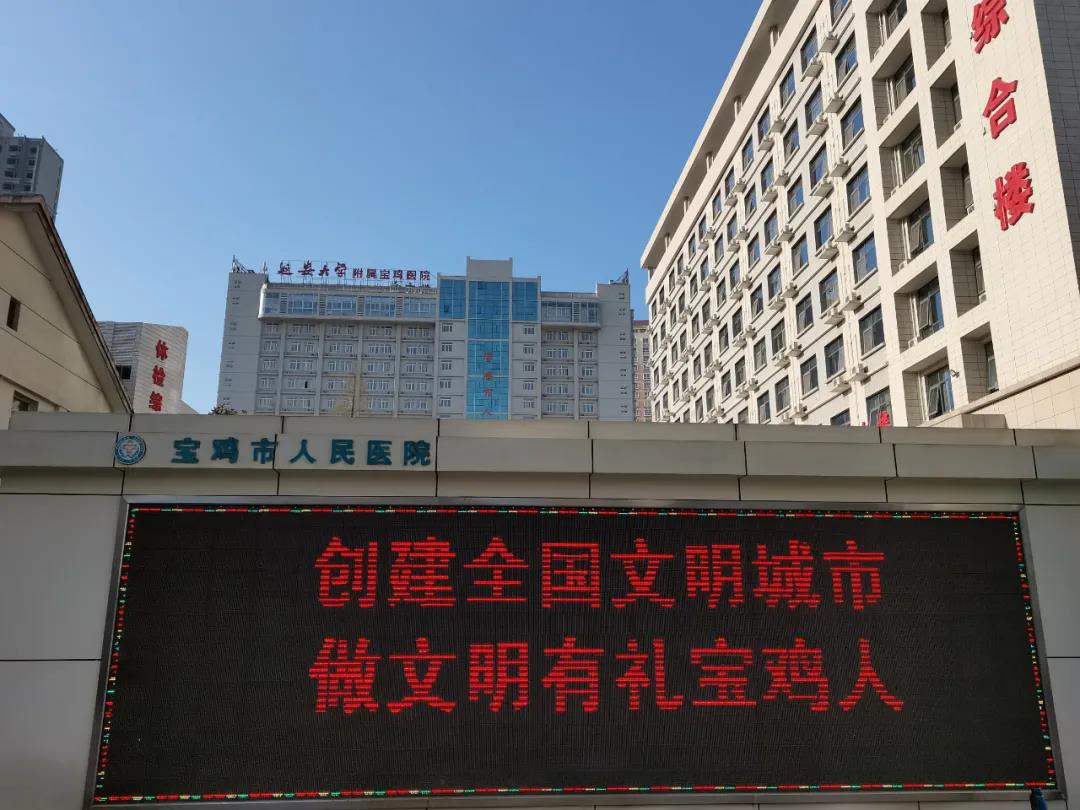 综合楼
延安大学附属宝鸡医院
体检
宝鸡市人民医院
创建全国文明城市
做文明有礼宝鸡人